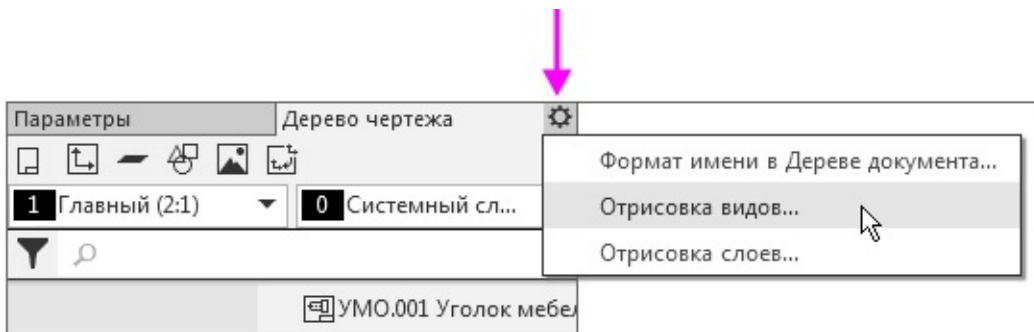 Параметры
Дерево чертежа
Формат имени в Дереве документа...
1 Главный (2:1)
0 Системный сл...
Отрисовка видов...
Отрисовка слоев...
УМО.001 Уголок мебел